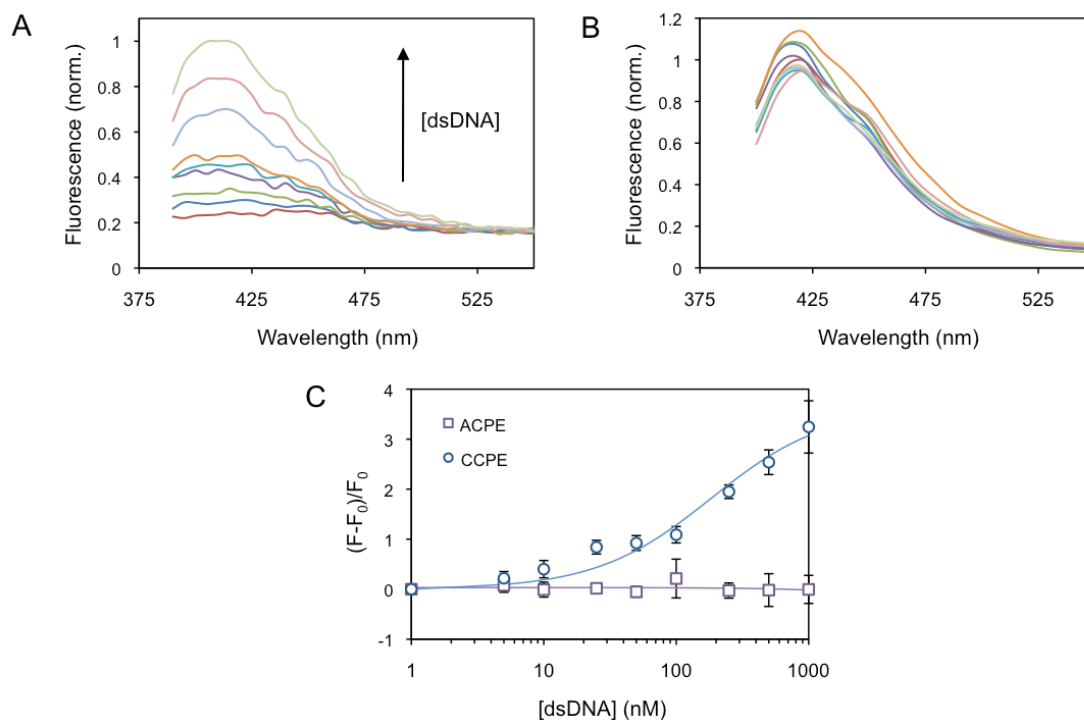 A
Fluorescence (norm.)
1
0.8
0.6
0.4
0.2
0
[dsDNA]
375
425
475
525
Wavelength (nm)
B
Fluorescence (norm.)
1.2
1
0.8
0.6
0.4
0.2
0
375
425
475
525
Wavelength (nm)
C
(F-F0)/F0
4
3
2
1
0
-1
ACPE
CCPE
1
10
100
1000
[dsDNA] (nM)